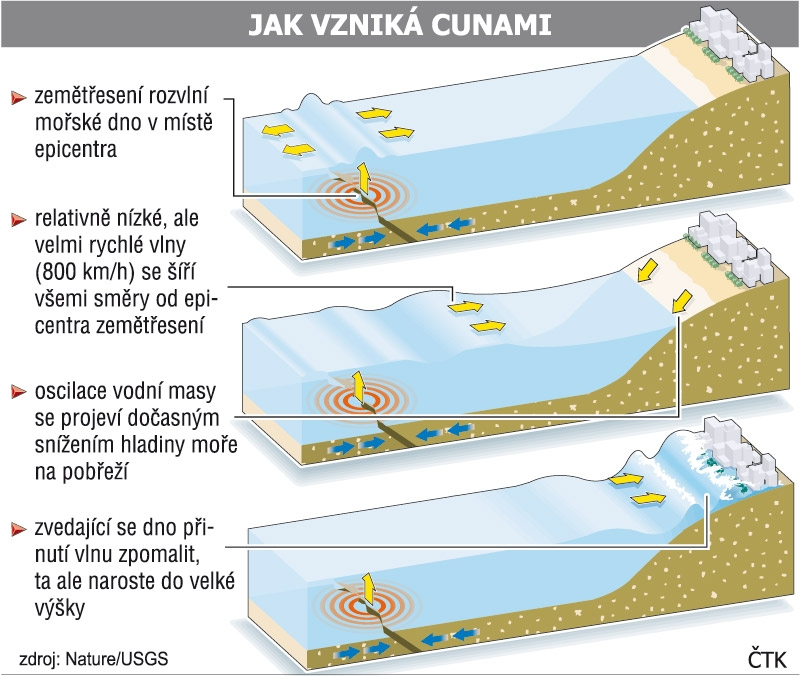 JAK VZNIKÁ CUNAMI
zemětřesení rozvlní
mořské dno v místě
epicentra
relativně nízké, ale
velmi rychlé vlny
(800 km/h) se šíří
všemi směry od epi-
centra zemětřesení
oscilace vodní masy
se projeví dočasným
snížením hladiny moře
na pobřeží
zvedající se dno při-
nutí vlnu zpomalit,
ta ale naroste do velké
výšky
zdroj: Nature/USGS
ČTK